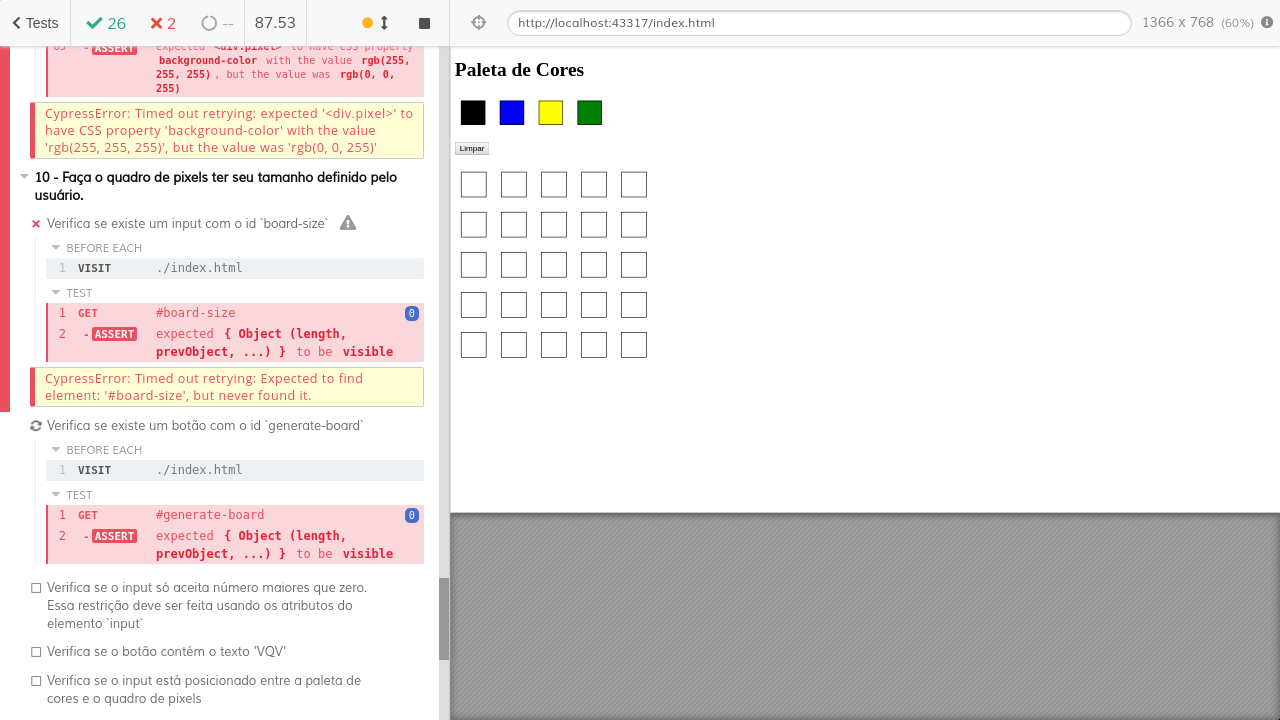 Tests
26
2
--
87.53
http://localhost:43317/index.html
1366 x 768 (60%)
-ASSERT expected <div.pixel> to have CSS property
background-color with the value rgb(255,
255, 255), but the value was rgb(0, 0,
255)
CypressError: Timed out retrying: expected '<div.pixel>' to
have CSS property 'background-color' with the value
'rgb(255, 255, 255)', but the value was 'rgb(0, 0, 255)'
10 - Faça o quadro de pixels ter seu tamanho definido pelo
usuário.
Verifica se existe um input com o id `board-size`
BEFORE EACH
1 VISIT ./index.html
TEST
1 GET #board-size 0
2 -ASSERT expected { Object (length,
prevObject, ...) } to be visible
CypressError: Timed out retrying: Expected to find
element: '#board-size', but never found it.
Verifica se existe um botão com o id `generate-board`
BEFORE EACH
1 VISIT ./index.html
TEST
1 GET #generate-board 0
2 -ASSERT expected { Object (length,
prevObject, ...) } to be visible
Verifica se o input só aceita número maiores que zero.
Essa restrição deve ser feita usando os atributos do
elemento `input`
Verifica se o botão contém o texto 'VQV'
Verifica se o input está posicionado entre a paleta de
cores e o quadro de pixels
Paleta de Cores
Limpar